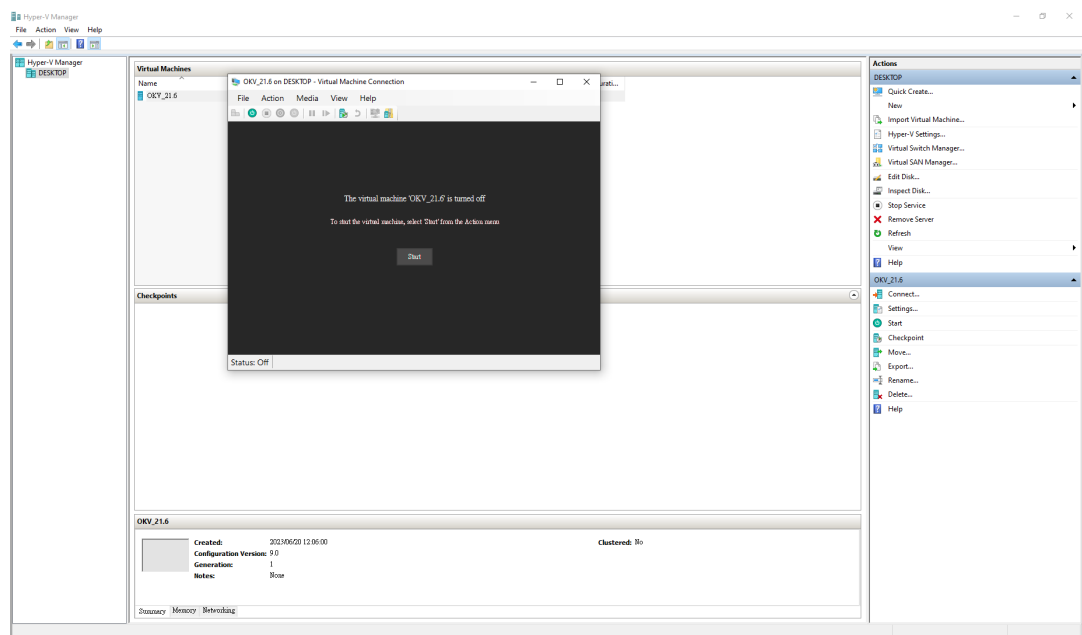 Hyper-V Manager
File Action View Help
Hyper-V Manager
DESKTOP
Virtual Machines
Name
OKV_21.6
OKV_21.6 on DESKTOP - Virtual Machine Connection
File Action Media View Help
The virtual machine 'OKV_21.6' is turned off
To start the virtual machine, select 'Start' from the Action menu
Start
Status: Off
Checkpoints
OKV_21.6
Created: 2023/06/20 12:06:00
Clustered: No
Configuration Version: 9.0
Generation: 1
Notes: None
Summary Memory Networking
Actions
DESKTOP
Quick Create...
New
Import Virtual Machine...
Hyper-V Settings...
Virtual Switch Manager...
Virtual SAN Manager...
Edit Disk...
Inspect Disk...
Stop Service
Remove Server
Refresh
View
Help
OKV_21.6
Connect...
Settings...
Start
Checkpoint
Move...
Export...
Rename...
Delete...
Help